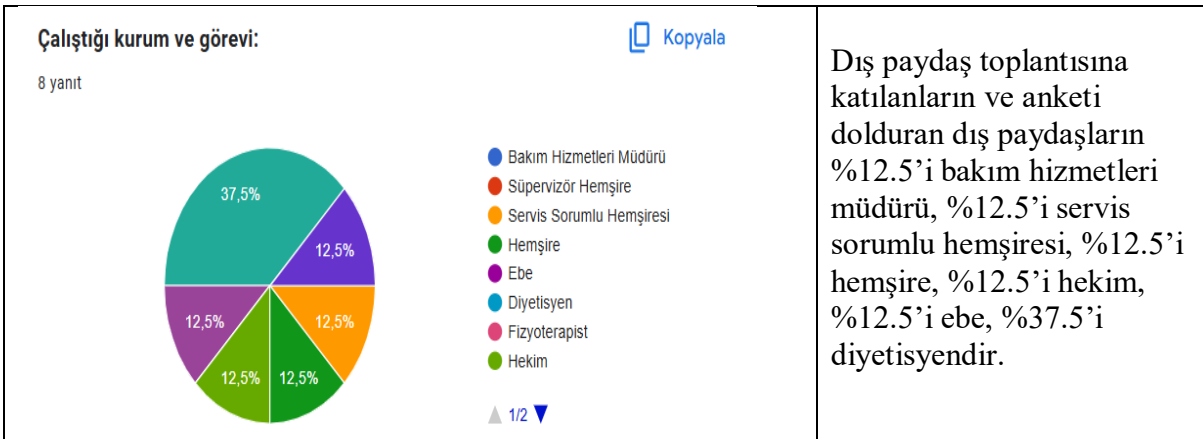 Çalıştığı kurum ve görevi:
Kopyala
8 yanıt
37,5%
12,5%
12,5%
12,5%
12,5%
12,5%
Bakım Hizmetleri Müdürü
Süpervizör Hemşire
Servis Sorumlu Hemşiresi
Hemşire
Ebe
Diyetisyen
Fizyoterapist
Hekim
1/2
Dış paydaş toplantısına
katılanların ve anketi
dolduran dış paydaşların
%12.5’i bakım hizmetleri
müdürü, %12.5’i servis
sorumlu hemşiresi, %12.5’i
hemşire, %12.5’i hekim,
%12.5’i ebe, %37.5’i
diyetisyendir.